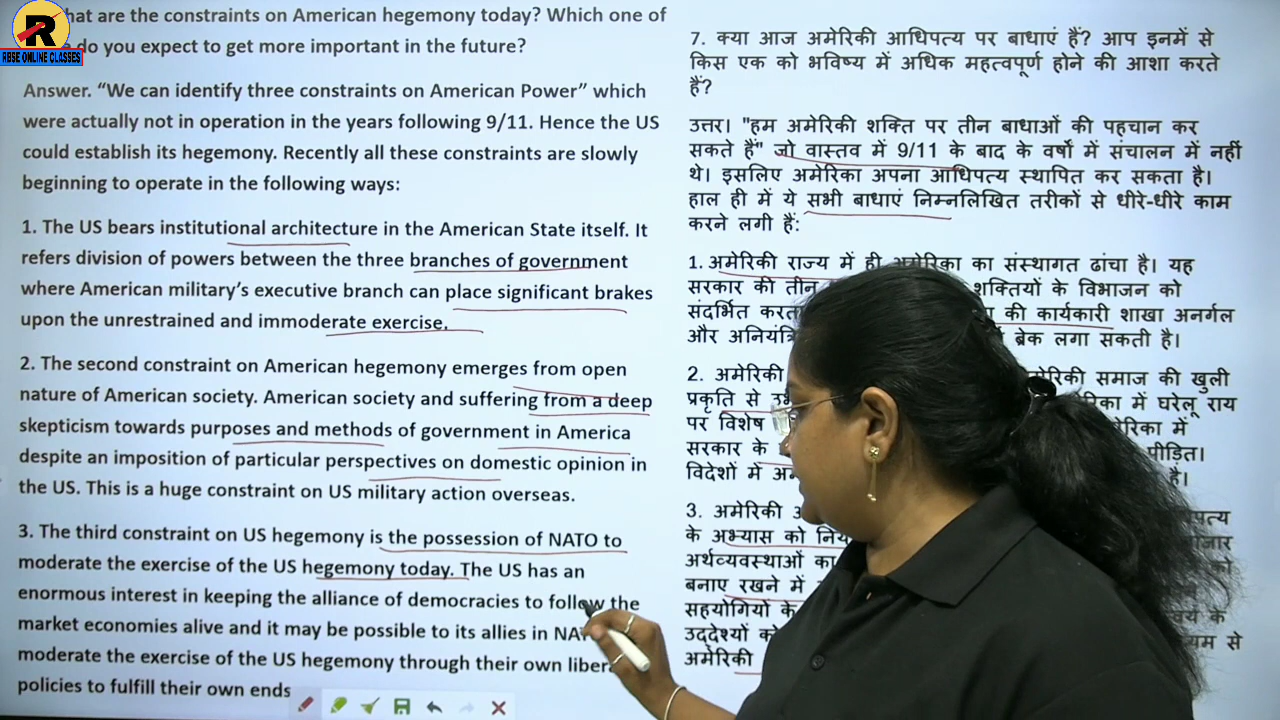 R
RBSE ONLINE CLASSES
hat are the constraints on American hegemony today? Which one of
do you expect to get more important in the future?
Answer. “We can identify three constraints on American Power” which
were actually not in operation in the years following 9/11. Hence the US
could establish its hegemony. Recently all these constraints are slowly
beginning to operate in the following ways:
1. The US bears institutional architecture in the American State itself. It
refers division of powers between the three branches of government
where American military’s executive branch can place significant brakes
upon the unrestrained and immoderate exercise.
2. The second constraint on American hegemony emerges from open
nature of American society. American society and suffering from a deep
skepticism towards purposes and methods of government in America
despite an imposition of particular perspectives on domestic opinion in
the US. This is a huge constraint on US military action overseas.
3. The third constraint on US hegemony is the possession of NATO to
moderate the exercise of the US hegemony today. The US has an
enormous interest in keeping the alliance of democracies to follow the
market economies alive and it may be possible to its allies in
moderate the exercise of the US hegemony through their own
policies to fulfill their own ends
7. क्या आज अमेरिकी आधिपत्य पर बाधाएं हैं? आप इनमें से
किस एक को भविष्य में अधिक महत्वपूर्ण होने की आशा करते
हैं?
उत्तर। "हम अमेरिकी शक्ति पर तीन बाधाओं की पहचान कर
सकते हैं" जो वास्तव में 9/11 के बाद के वर्षों में संचालन में नहीं
थे। इसलिए अमेरिका अपना आधिपत्य स्थापित कर सकता है।
हाल ही में ये सभी बाधाएं निम्नलिखित तरीकों से धीरे-धीरे काम
करने लगी हैं:
1. अमेरिकी राज्य में ही अमेरिका का संस्थागत ढांचा है। यह
सरकार की तीन शक्तियों के विभाजन को
संदर्भित की कार्यकारी शाखा अनर्गल
और ब्रेक लगा सकती है।
2. अमेरिकी समाज की खुली
प्रकृति से में घरेलू राय
पर विशेष में
सरकार के पीड़ित।
विदेशों में है।
3. अमेरिकी
के अभ्यास को
अर्थव्यवस्थाओं का
बनाए रखने में
सहयोगियों के के
उद्देश्यों से
अमेरिकी